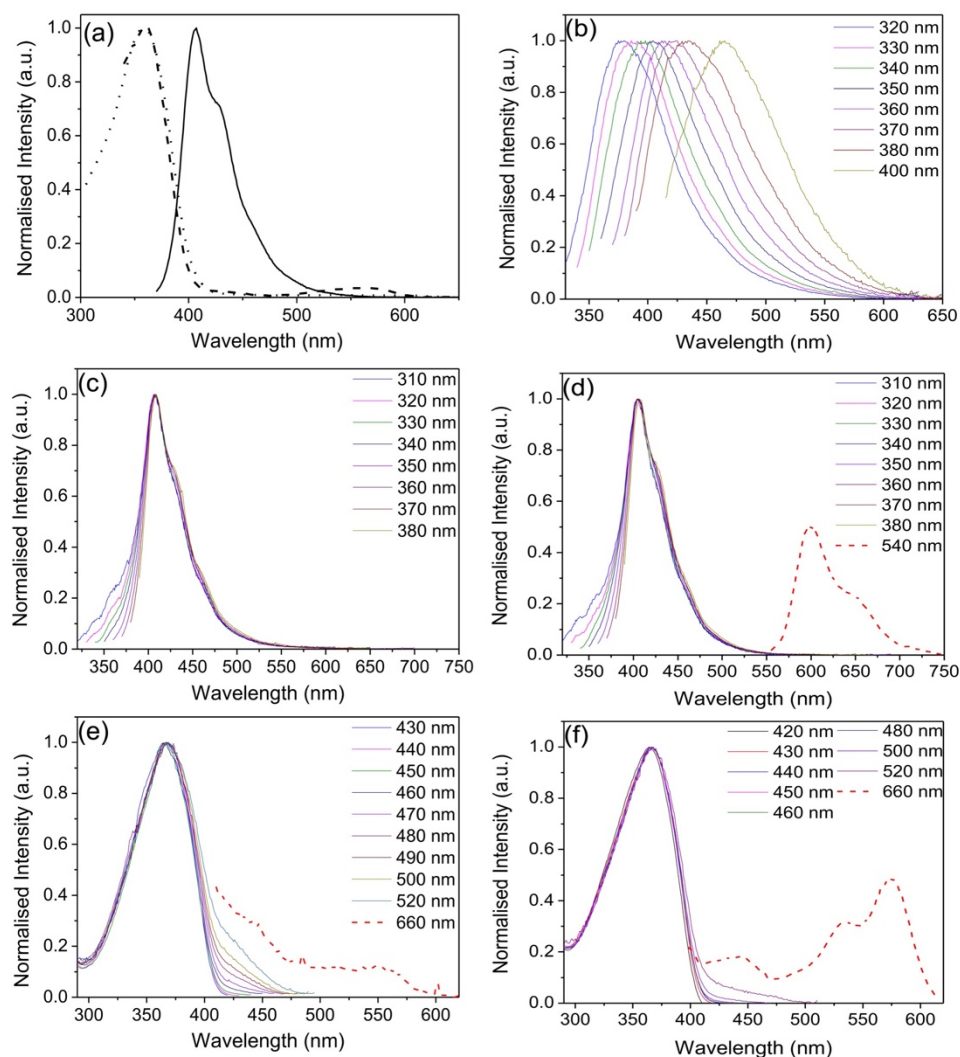 (a)
Normalised Intensity (a.u.)
1.0
0.8
0.6
0.4
0.2
0.0
300 400 500 600
Wavelength (nm)
(b)
Normalised Intensity (a.u.)
1.0
0.8
0.6
0.4
0.2
0.0
350 400 450 500 550 600 650
Wavelength (nm)
320 nm
330 nm
340 nm
350 nm
360 nm
370 nm
380 nm
400 nm
(c)
Normalised Intensity (a.u.)
1.0
0.8
0.6
0.4
0.2
0.0
350 400 450 500 550 600 650 700 750
Wavelength (nm)
310 nm
320 nm
330 nm
340 nm
350 nm
360 nm
370 nm
380 nm
(d)
Normalised Intensity (a.u.)
1.0
0.8
0.6
0.4
0.2
0.0
350 400 450 500 550 600 650 700 750
Wavelength (nm)
310 nm
320 nm
330 nm
340 nm
350 nm
360 nm
370 nm
380 nm
540 nm
(e)
Normalised Intensity (a.u.)
1.0
0.8
0.6
0.4
0.2
0.0
300 350 400 450 500 550 600
Wavelength (nm)
430 nm
440 nm
450 nm
460 nm
470 nm
480 nm
490 nm
500 nm
520 nm
660 nm
(f)
Normalised Intensity (a.u.)
1.0
0.8
0.6
0.4
0.2
0.0
300 350 400 450 500 550 600
Wavelength (nm)
420 nm
430 nm
440 nm
450 nm
460 nm
480 nm
500 nm
520 nm
660 nm